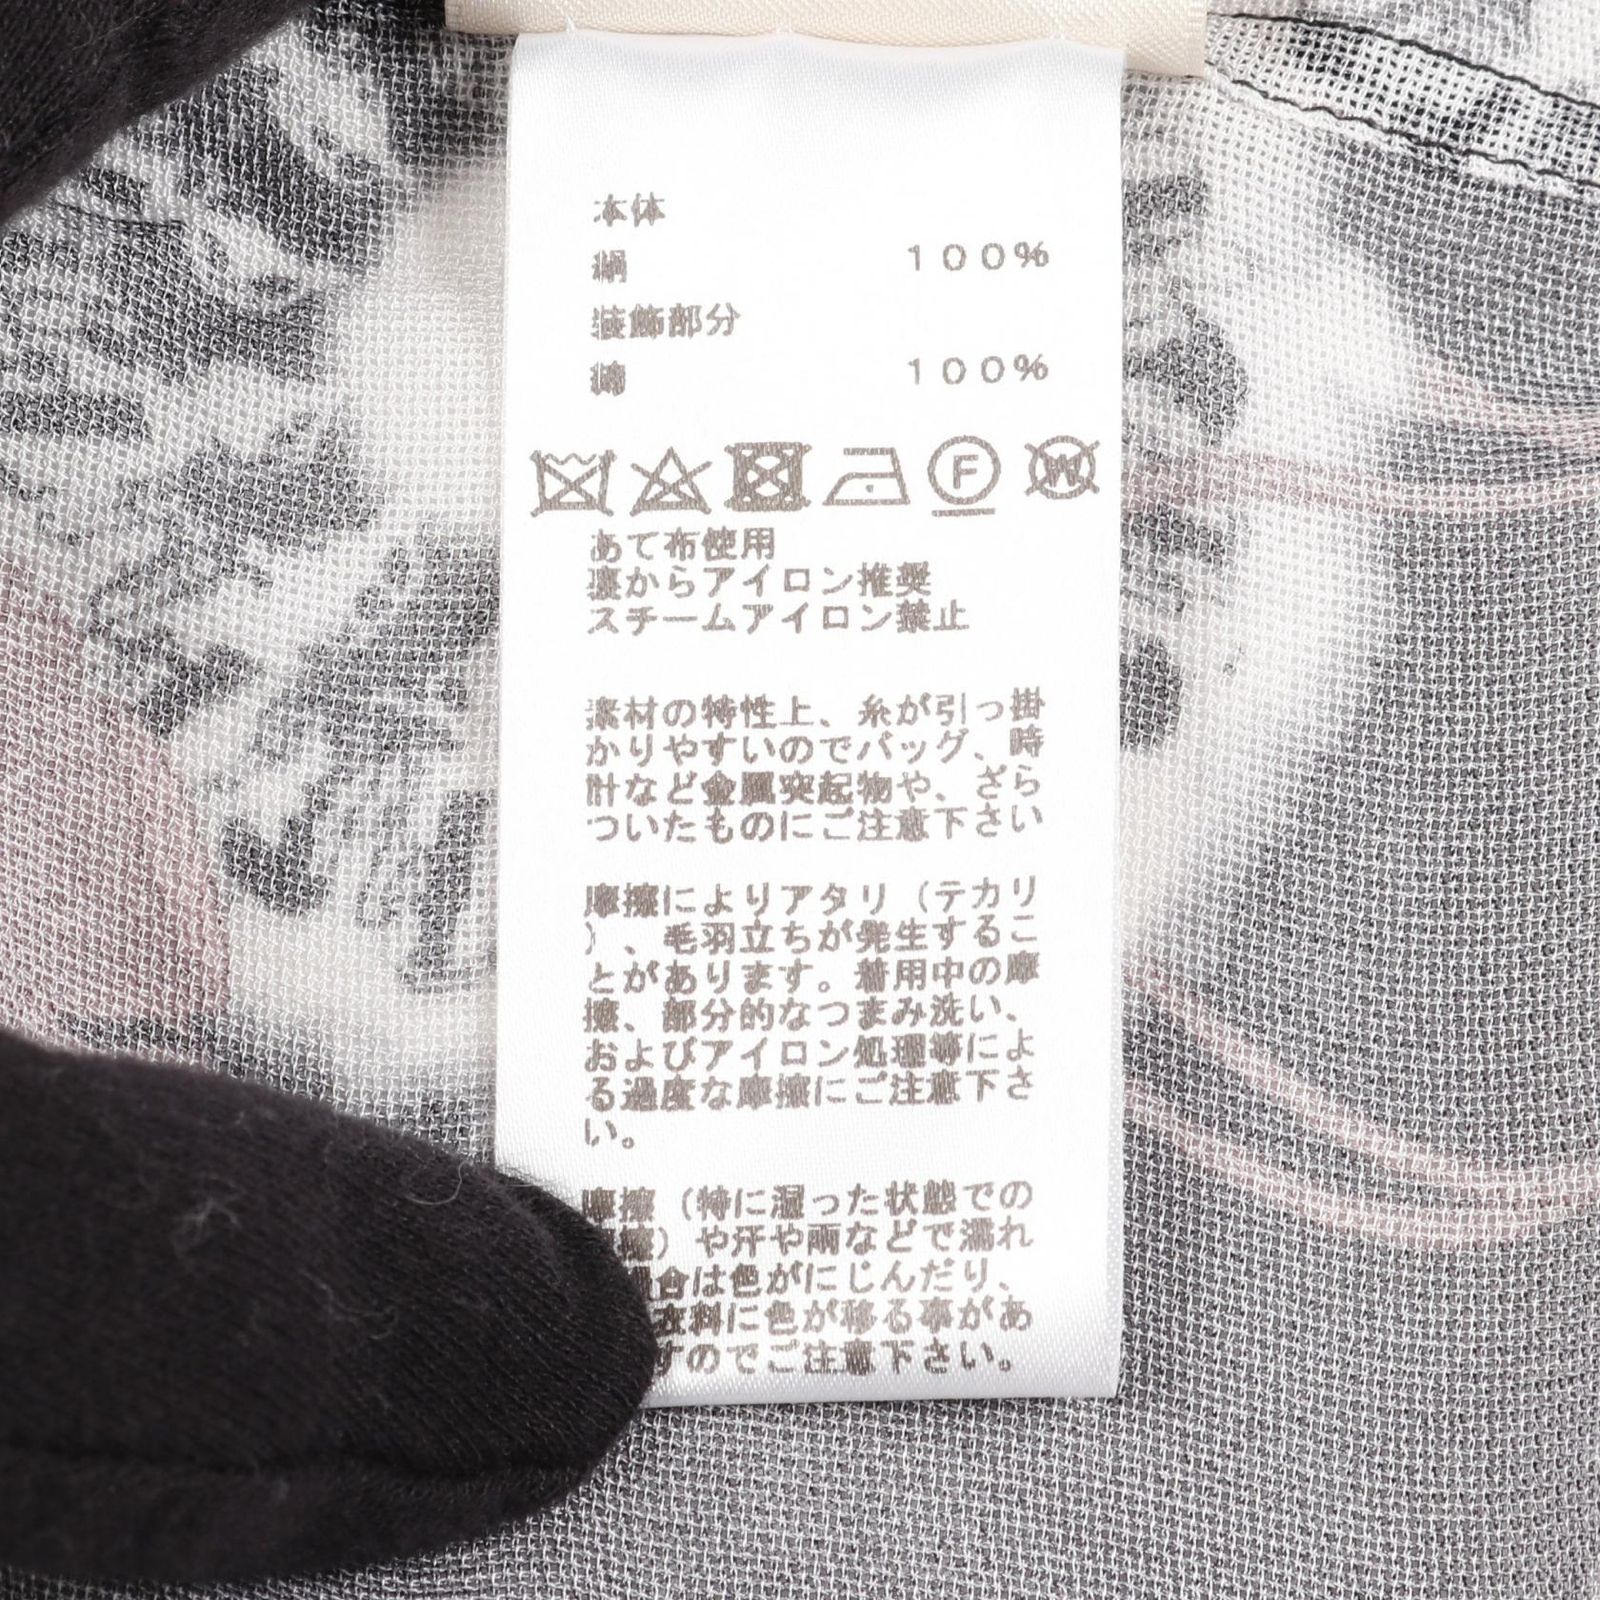 本体
絹 100%
装飾部分
綿 100%
F W
あて布使用
裏からアイロン推奨
スチームアイロン禁止
素材の特性上、糸が引っ掛
かりやすいのでバッグ、時
計など金属突起物や、ざら
ついたものにご注意下さい
摩擦によりアタリ(テカリ
)、毛羽立ちが発生するこ
とがあります。着用中の摩
擦、部分的なつまみ洗い、
およびアイロン処理等によ
る過度な摩擦にご注意下さ
い。
摩擦(特に湿った状態での
擦)や汗や雨などで濡れ
合は色がにじんだり、
衣料に色が移る事があ
すのでご注意下さい。